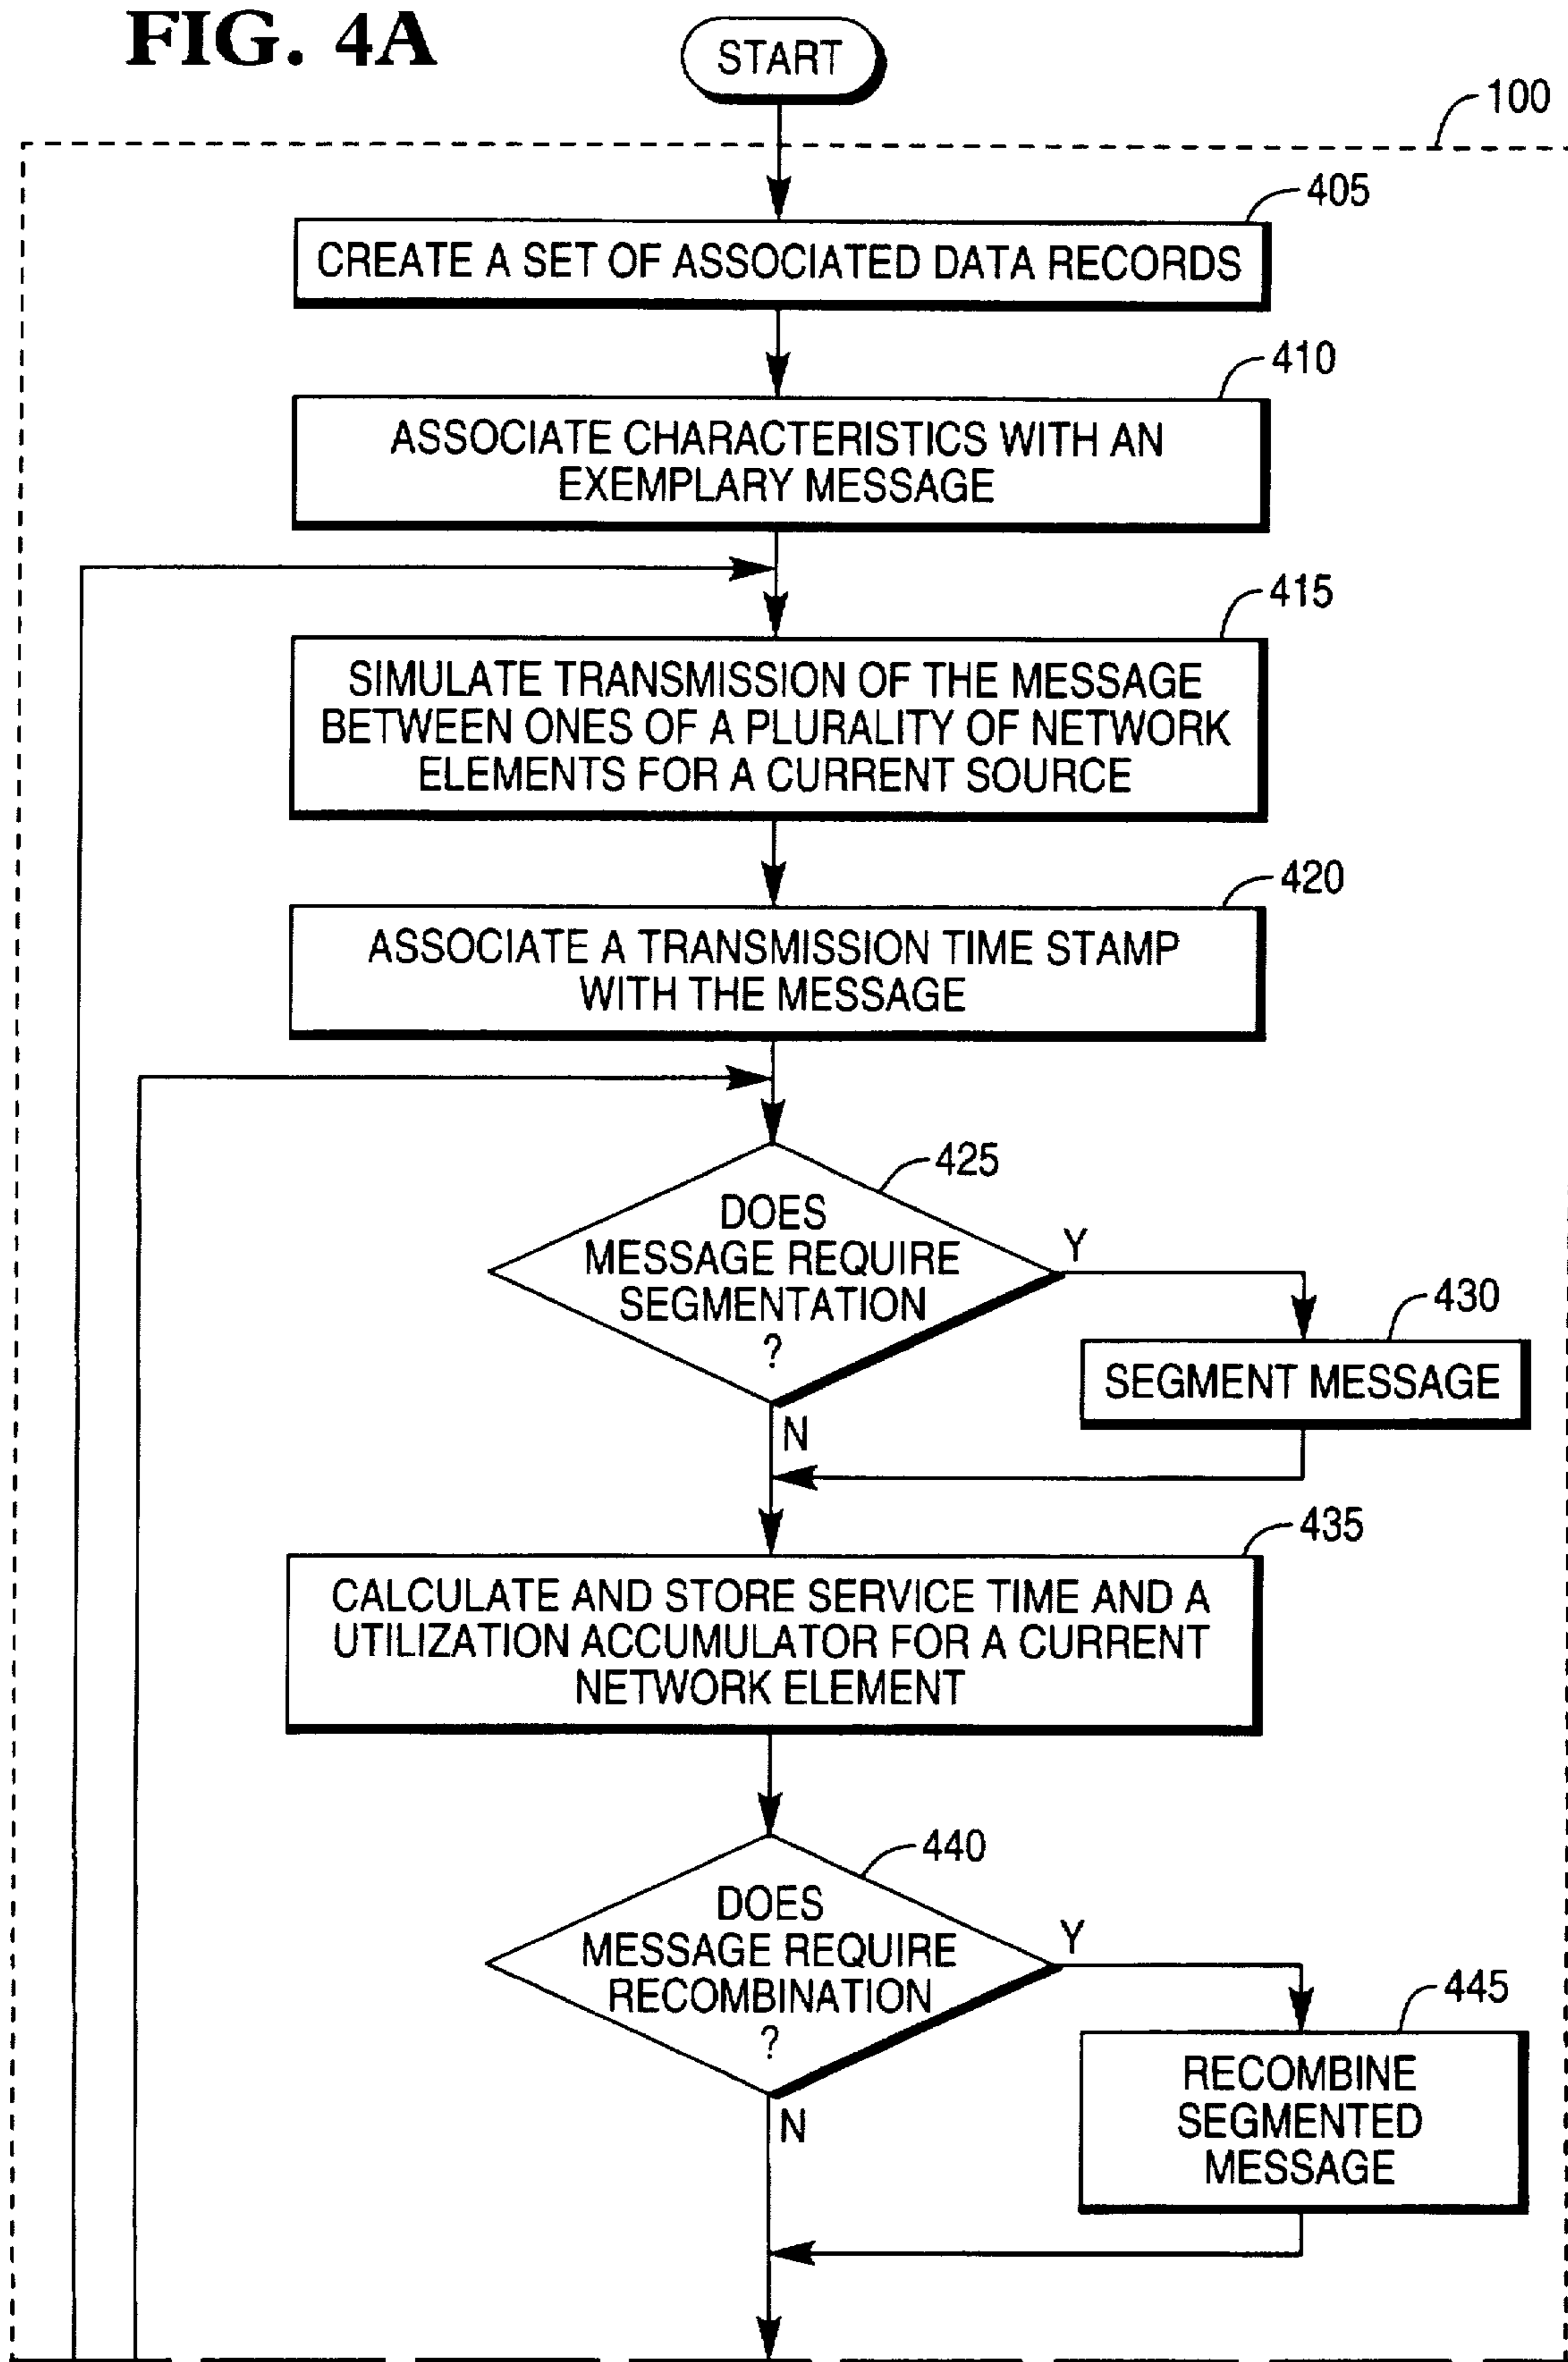 FIG. 4A
START
100
405
CREATE A SET OF ASSOCIATED DATA RECORDS
410
ASSOCIATE CHARACTERISTICS WITH AN
EXEMPLARY MESSAGE
415
SIMULATE TRANSMISSION OF THE MESSAGE
BETWEEN ONES OF A PLURALITY OF NETWORK
ELEMENTS FOR A CURRENT SOURCE
420
ASSOCIATE A TRANSMISSION TIME STAMP
WITH THE MESSAGE
425
DOES
MESSAGE REQUIRE
SEGMENTATION
?
Y
430
SEGMENT MESSAGE
N
435
CALCULATE AND STORE SERVICE TIME AND A
UTILIZATION ACCUMULATOR FOR A CURRENT
NETWORK ELEMENT
440
DOES
MESSAGE REQUIRE
RECOMBINATION
?
Y
445
RECOMBINE
SEGMENTED
MESSAGE
N